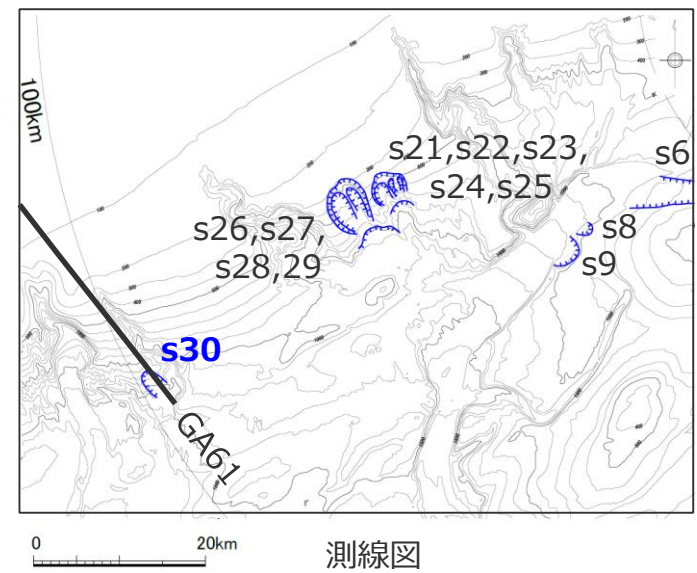 100km
s21,s22,s23,
s24,s25
s6
s26,s27,
s28,29
s8
s9
s30
GA61
0 20km
測線図